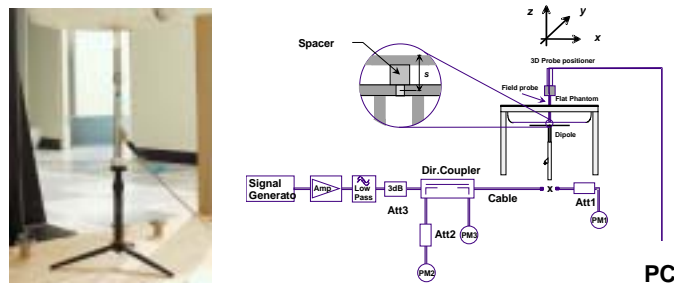 z
y
x
Spacer
s
3D Probe positioner
Field probe
Flat Phantom
Dipole
Dir.Coupler
Signal
Generato
Amp
Low
Pass
3dB
Cable
x
Att1
Att3
PM1
Att2
PM3
PM2
PC